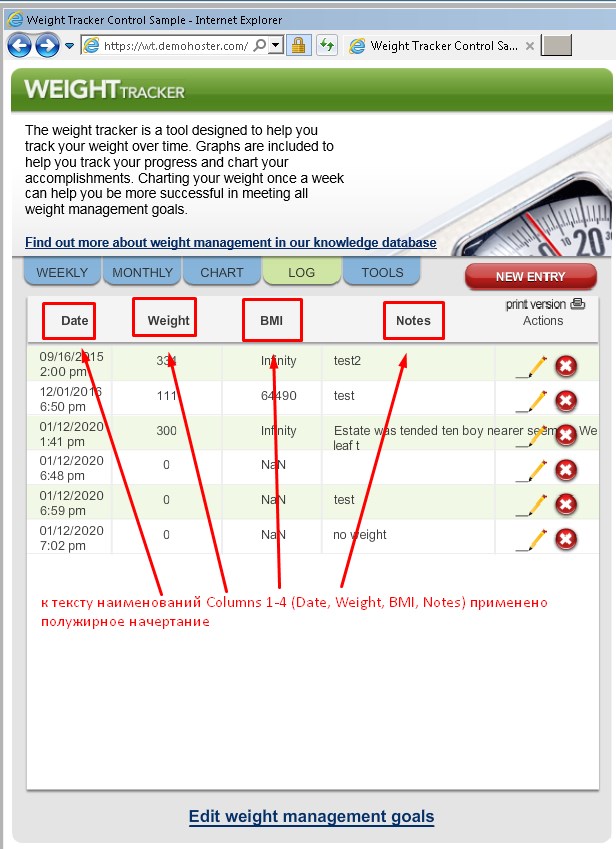 Weight Tracker Control Sample - Internet Explorer
https://wt.demohoster.com/
Weight Tracker Control Sa...
WEIGHT TRACKER
The weight tracker is a tool designed to help you
track your weight over time. Graphs are included to
help you track your progress and chart your
accomplishments. Charting your weight once a week
can help you be more successful in meeting all
weight management goals.
Find out more about weight management in our knowledge database
10 20 30
WEEKLY MONTHLY CHART LOG TOOLS NEW ENTRY
print version
Date Weight BMI Notes Actions
09/16/2015 334 Infinity test2
2:00 pm
12/01/2016 111 64490 test
6:50 pm
01/12/2020 300 Infinity Estate was tended ten boy nearer We
1:41 pm leaf t
01/12/2020 0 NaN
6:48 pm
01/12/2020 0 NaN test
6:59 pm
01/12/2020 0 NaN no weight
7:02 pm
к тексту наименований Columns 1-4 (Date, Weight, BMI, Notes) применено
полужирное начертание
Edit weight management goals